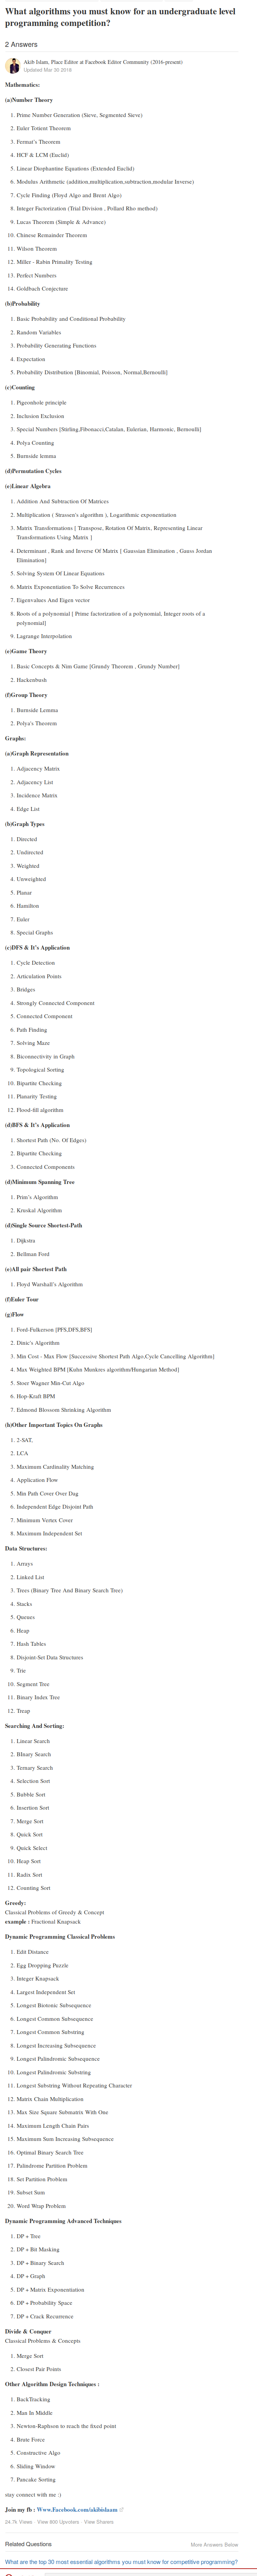 What algorithms you must know for an undergraduate level
programming competition?
2 Answers
Akib Islam, Place Editor at Facebook Editor Community (2016-present)
Updated Mar 30 2018
Mathematics:
(a)Number Theory
1. Prime Number Generation (Sieve, Segmented Sieve)
2. Euler Totient Theorem
3. Fermat's Theorem
4. HCF & LCM (Euclid)
5. Linear Diophantine Equations (Extended Euclid)
6. Modulus Arithmetic (addition,multiplication,subtraction,modular Inverse)
7. Cycle Finding (Floyd Algo and Brent Algo)
8. Integer Factorization (Trial Division , Pollard Rho method)
9. Lucas Theorem (Simple & Advance)
10. Chinese Remainder Theorem
11. Wilson Theorem
12. Miller - Rabin Primality Testing
13. Perfect Numbers
14. Goldbach Conjecture
(b)Probability
1. Basic Probability and Conditional Probability
2. Random Variables
3. Probability Generating Functions
4. Expectation
5. Probability Distribution [Binomial, Poisson, Normal,Bernoulli]
(c)Counting
1. Pigeonhole principle
2. Inclusion Exclusion
3. Special Numbers [Stirling,Fibonacci,Catalan, Eulerian, Harmonic, Bernoulli]
4. Polya Counting
5. Burnside lemma
(d)Permutation Cycles
(e)Linear Algebra
1. Addition And Subtraction Of Matrices
2. Multiplication ( Strassen's algorithm ), Logarithmic exponentiation
3. Matrix Transformations [ Transpose, Rotation Of Matrix, Representing Linear
Transformations Using Matrix ]
4. Determinant , Rank and Inverse Of Matrix [ Gaussian Elimination , Gauss Jordan
Elimination]
5. Solving System Of Linear Equations
6. Matrix Exponentiation To Solve Recurrences
7. Eigenvalues And Eigen vector
8. Roots of a polynomial [ Prime factorization of a polynomial, Integer roots of a
polynomial]
9. Lagrange Interpolation
(e)Game Theory
1. Basic Concepts & Nim Game [Grundy Theorem , Grundy Number]
2. Hackenbush
(f)Group Theory
1. Burnside Lemma
2. Polya's Theorem
Graphs:
(a)Graph Representation
1. Adjacency Matrix
2. Adjacency List
3. Incidence Matrix
4. Edge List
(b)Graph Types
1. Directed
2. Undirected
3. Weighted
4. Unweighted
5. Planar
6. Hamilton
7. Euler
8. Special Graphs
(c)DFS & It's Application
1. Cycle Detection
2. Articulation Points
3. Bridges
4. Strongly Connected Component
5. Connected Component
6. Path Finding
7. Solving Maze
8. Biconnectivity in Graph
9. Topological Sorting
10. Bipartite Checking
11. Planarity Testing
12. Flood-fill algorithm
(d)BFS & It's Application
1. Shortest Path (No. Of Edges)
2. Bipartite Checking
3. Connected Components
(d)Minimum Spanning Tree
1. Prim's Algorithm
2. Kruskal Algorithm
(d)Single Source Shortest-Path
1. Dijkstra
2. Bellman Ford
(e)All pair Shortest Path
1. Floyd Warshall's Algorithm
(f)Euler Tour
(g)Flow
1. Ford-Fulkerson [PFS,DFS,BFS]
2. Dinic's Algorithm
3. Min Cost - Max Flow [Successive Shortest Path Algo,Cycle Cancelling Algorithm]
4. Max Weighted BPM [Kuhn Munkres algorithm/Hungarian Method]
5. Stoer Wagner Min-Cut Algo
6. Hop-Kraft BPM
7. Edmond Blossom Shrinking Algorithm
(h)Other Important Topics On Graphs
1. 2-SAT,
2. LCA
3. Maximum Cardinality Matching
4. Application Flow
5. Min Path Cover Over Dag
6. Independent Edge Disjoint Path
7. Minimum Vertex Cover
8. Maximum Independent Set
Data Structures:
1. Arrays
2. Linked List
3. Trees (Binary Tree And Binary Search Tree)
4. Stacks
5. Queues
6. Heap
7. Hash Tables
8. Disjoint-Set Data Structures
9. Trie
10. Segment Tree
11. Binary Index Tree
12. Treap
Searching And Sorting:
1. Linear Search
2. BInary Search
3. Ternary Search
4. Selection Sort
5. Bubble Sort
6. Insertion Sort
7. Merge Sort
8. Quick Sort
9. Quick Select
10. Heap Sort
11. Radix Sort
12. Counting Sort
Greedy:
Classical Problems of Greedy & Concept
example : Fractional Knapsack
Dynamic Programming Classical Problems
1. Edit Distance
2. Egg Dropping Puzzle
3. Integer Knapsack
4. Largest Independent Set
5. Longest Biotonic Subsequence
6. Longest Common Subsequence
7. Longest Common Substring
8. Longest Increasing Subsequence
9. Longest Palindromic Subsequence
10. Longest Palindromic Substring
11. Longest Substring Without Repeating Character
12. Matrix Chain Multiplication
13. Max Size Square Submatrix With One
14. Maximum Length Chain Pairs
15. Maximum Sum Increasing Subsequence
16. Optimal Binary Search Tree
17. Palindrome Partition Problem
18. Set Partition Problem
19. Subset Sum
20. Word Wrap Problem
Dynamic Programming Advanced Techniques
1. DP + Tree
2. DP + Bit Masking
3. DP + Binary Search
4. DP + Graph
5. DP + Matrix Exponentiation
6. DP + Probability Space
7. DP + Crack Recurrence
Divide & Conquer
Classical Problems & Concepts
1. Merge Sort
2. Closest Pair Points
Other Algorithm Design Techniques :
1. BackTracking
2. Man In Middle
3. Newton-Raphson to reach the fixed point
4. Brute Force
5. Constructive Algo
6. Sliding Window
7. Pancake Sorting
stay connect with me :)
Join my fb : Www.Facebook.com/akibislaam
24.7k Views · View 800 Upvoters · View Sharers
Related Questions
More Answers Below
What are the top 30 most essential algorithms you must know for competitive programming?